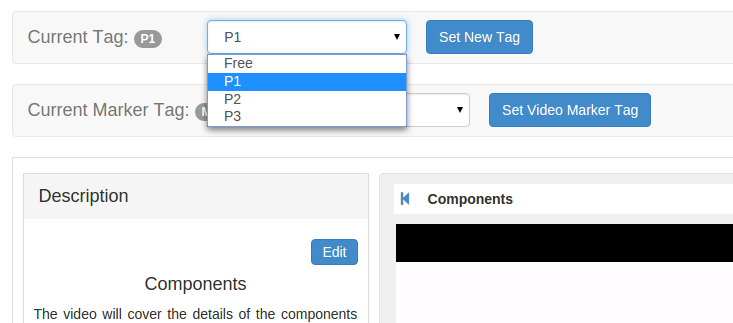 Current Tag: P1 P1 Set New Tag
Free
P1
P2
P3
Current Marker Tag: Set Video Marker Tag
Description
Components
Edit
Components
The video will cover the details of the components